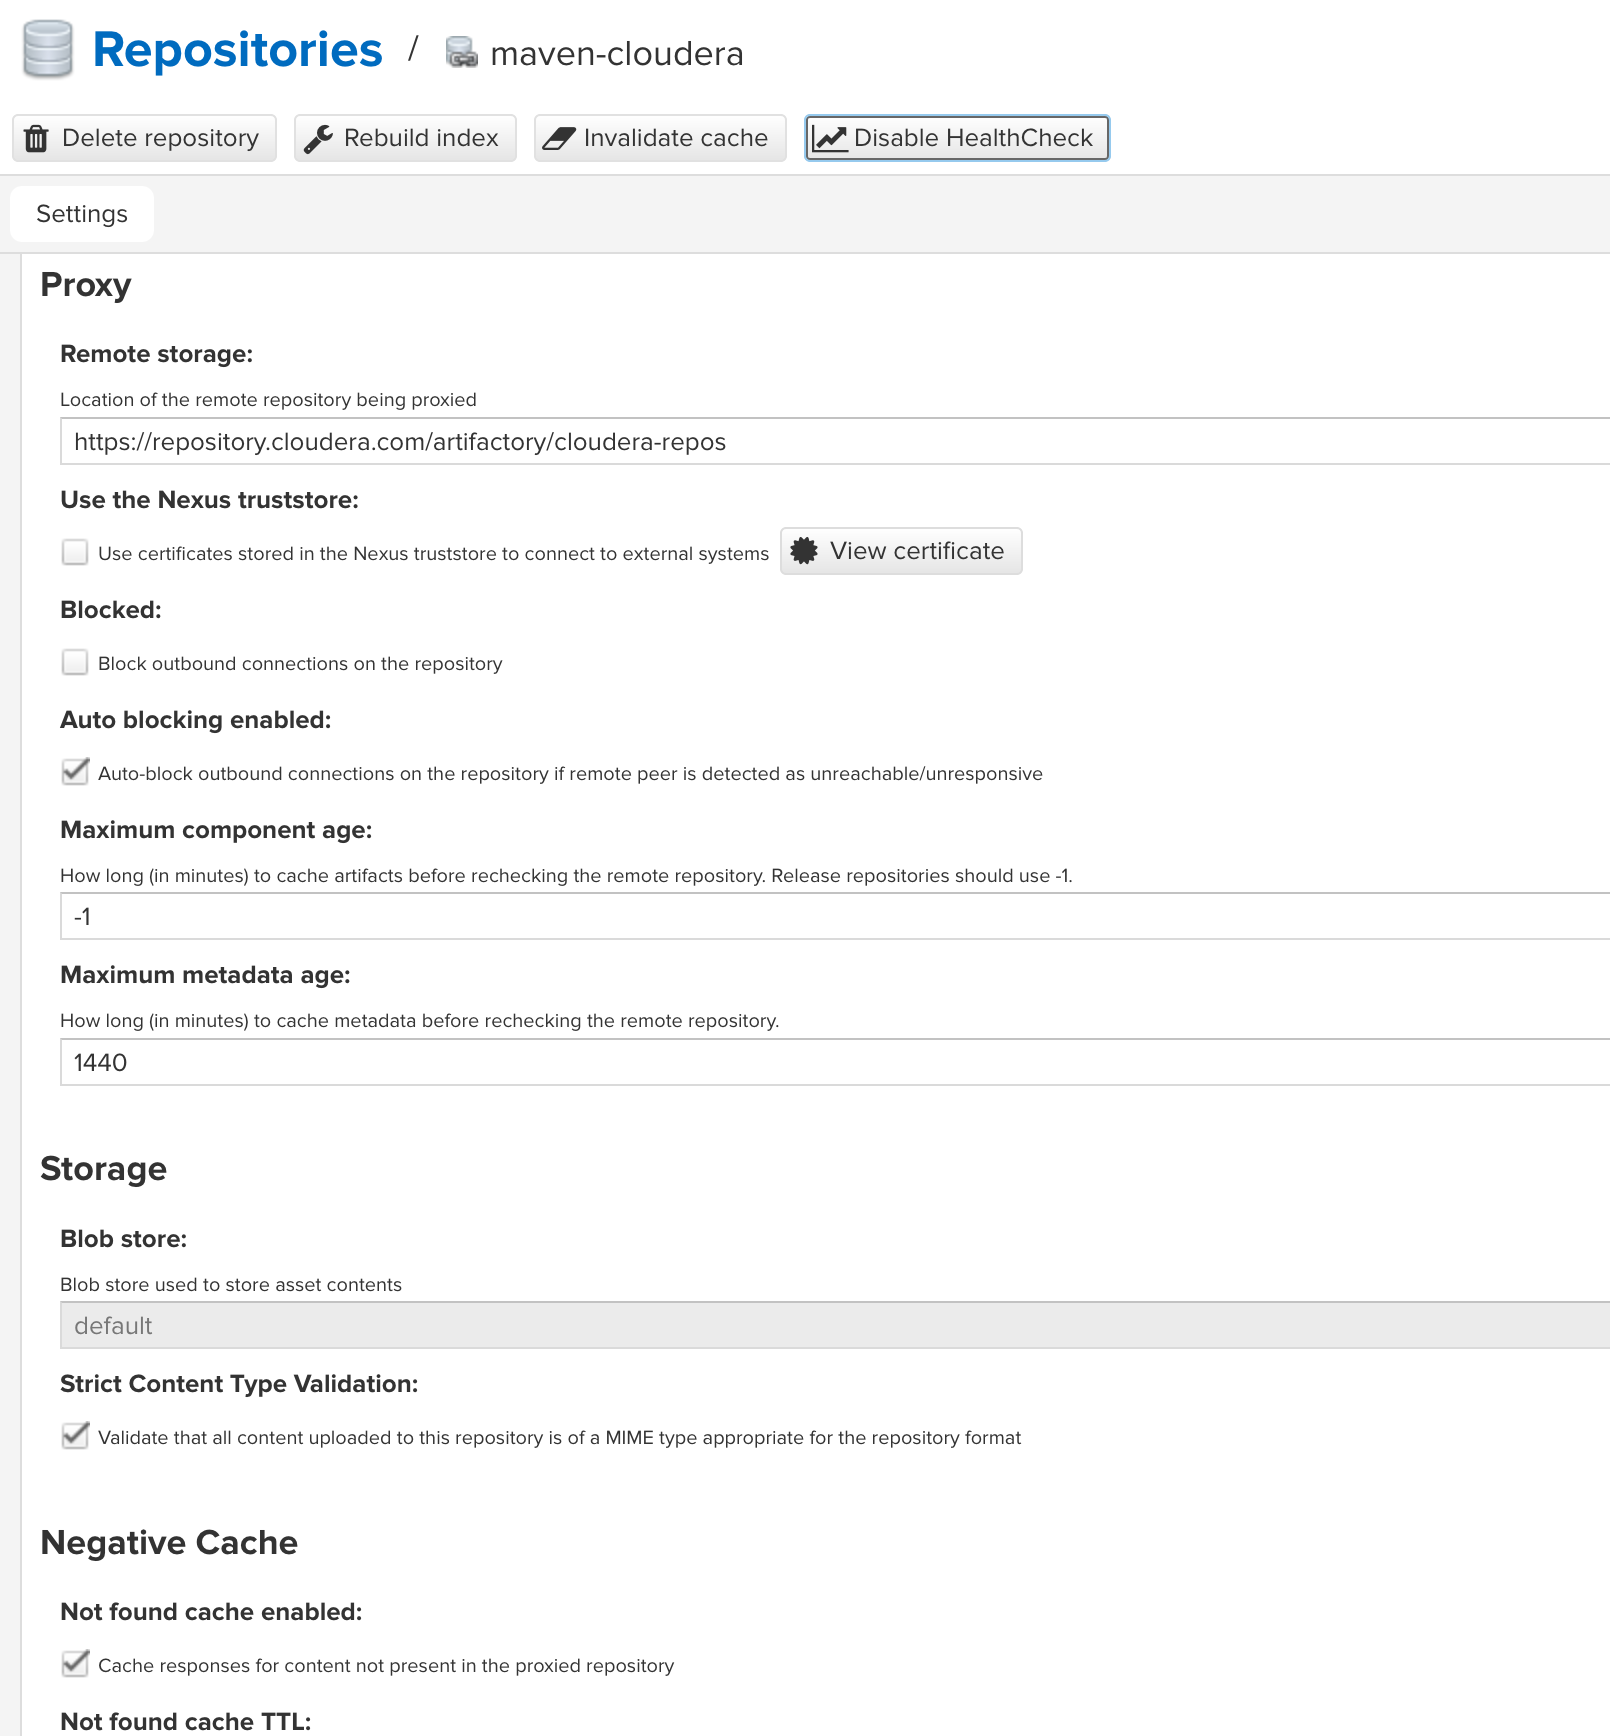 Repositories / maven-cloudera
Delete repository Rebuild index Invalidate cache Disable HealthCheck
Settings
Proxy
Remote storage:
Location of the remote repository being proxied
https://repository.cloudera.com/artifactory/cloudera-repos
Use the Nexus truststore:
Use certificates stored in the Nexus truststore to connect to external systems View certificate
Blocked:
Block outbound connections on the repository
Auto blocking enabled:
Auto-block outbound connections on the repository if remote peer is detected as unreachable/unresponsive
Maximum component age:
How long (in minutes) to cache artifacts before rechecking the remote repository. Release repositories should use -1.
-1
Maximum metadata age:
How long (in minutes) to cache metadata before rechecking the remote repository.
1440
Storage
Blob store:
Blob store used to store asset contents
default
Strict Content Type Validation:
Validate that all content uploaded to this repository is of a MIME type appropriate for the repository format
Negative Cache
Not found cache enabled:
Cache responses for content not present in the proxied repository
Not found cache TTL: